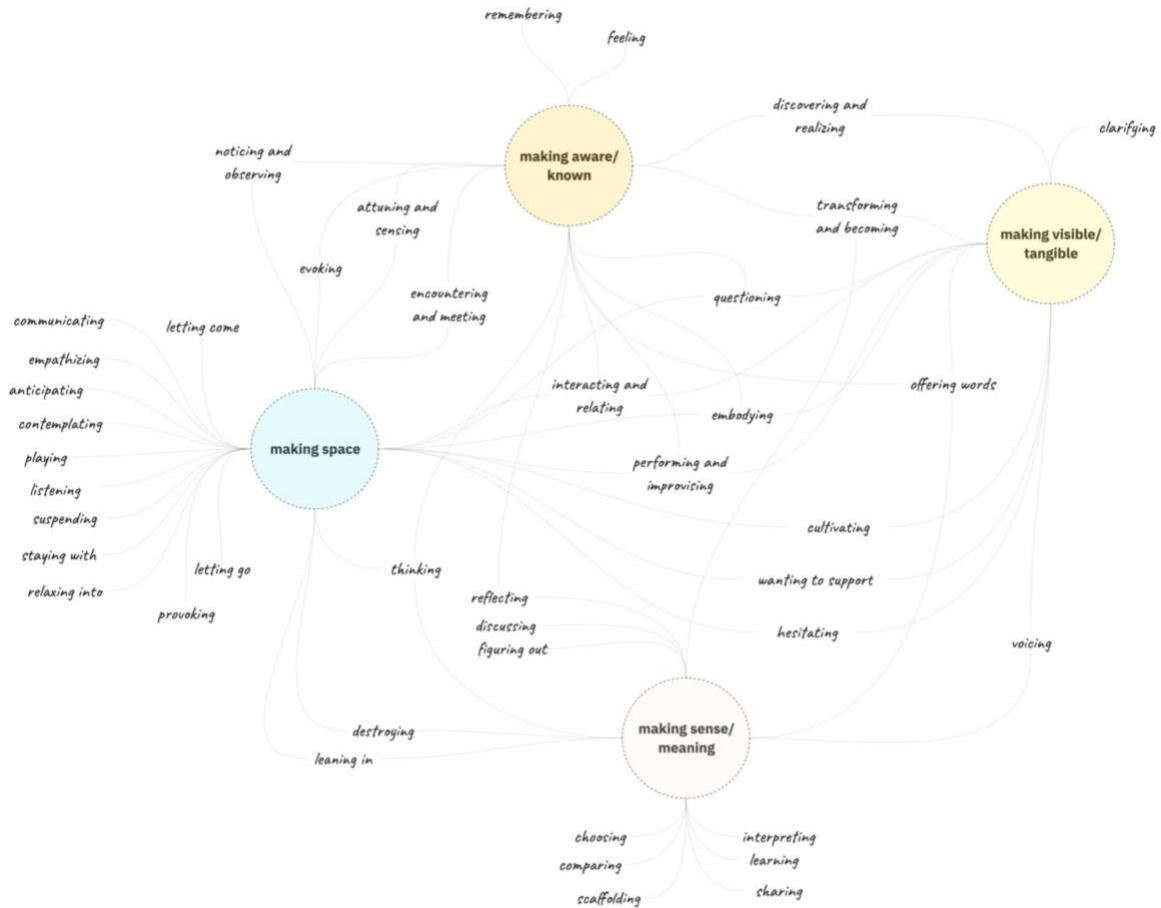 remembering
feeling
discovering and
realizing
clarifying
noticing and
observing
making aware/
known
attuning and
sensing
transforming
and becoming
making visible/
tangible
evoking
encountering
and meeting
questioning
communicating
letting come
empathizing
anticipating
interacting and
relating
offering words
embodying
contemplating
making space
playing
performing and
improvising
listening
suspending
cultivating
staying with
letting go
thinking
wanting to support
relaxing into
reflecting
provoking
discussing
hesitating
figuring out
voicing
destroying
leaning in
making sense/
meaning
choosing
interpreting
comparing
learning
scaffolding
sharing